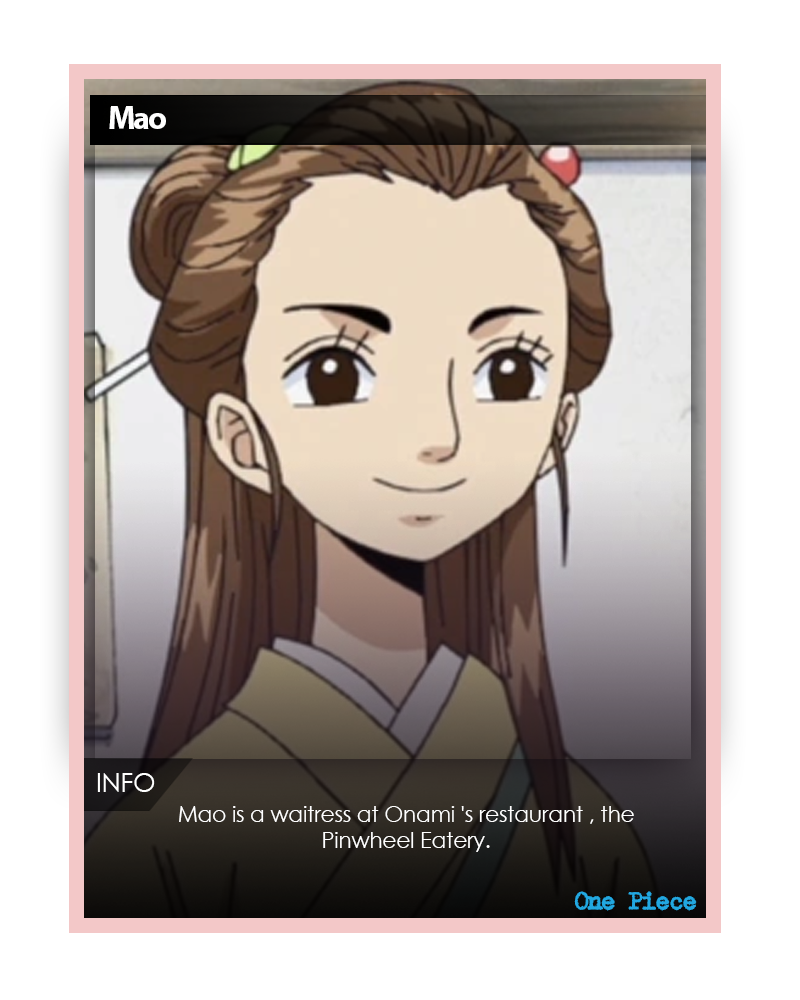 Mao
INFO
Mao is a waitress at Onami 's restaurant , the
Pinwheel Eatery.
One Piece